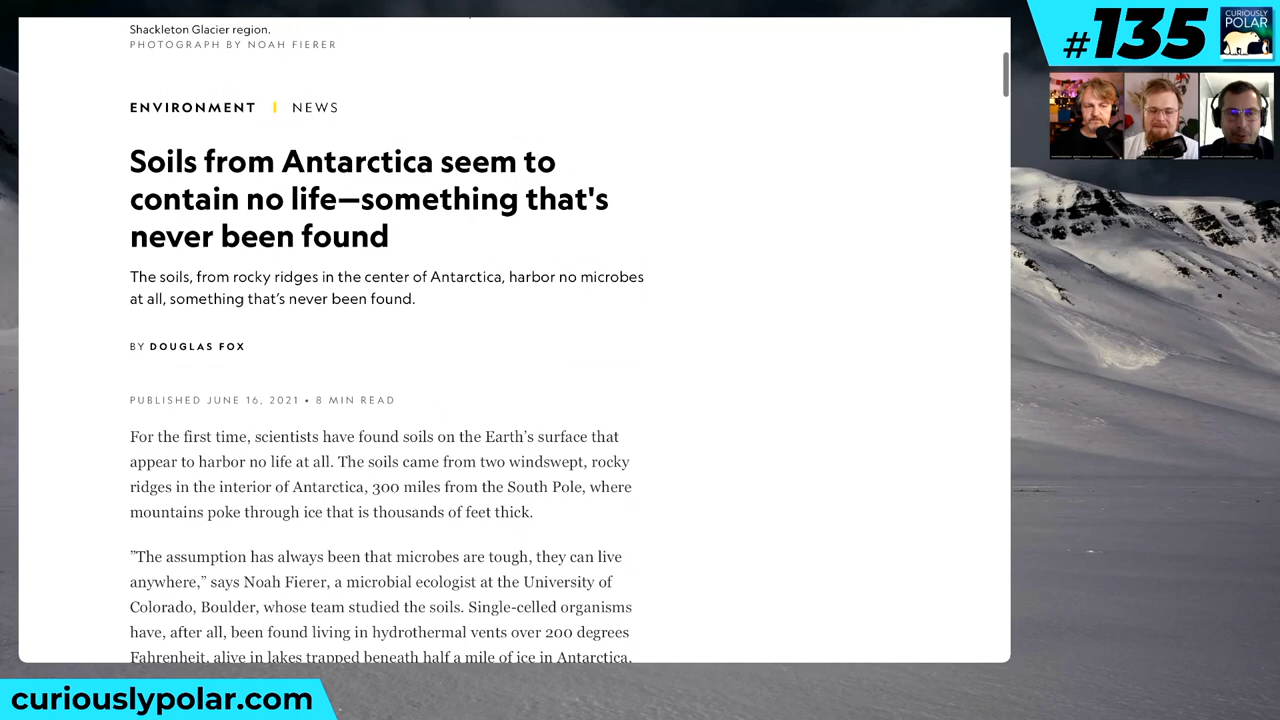 Shackleton Glacier region.
PHOTOGRAPH BY NOAH FIERER
ENVIRONMENT | NEWS
Soils from Antarctica seem to
contain no life—something that's
never been found
The soils, from rocky ridges in the center of Antarctica, harbor no microbes
at all, something that's never been found.
BY DOUGLAS FOX
PUBLISHED JUNE 16, 2021 • 8 MIN READ
For the first time, scientists have found soils on the Earth's surface that
appear to harbor no life at all. The soils came from two windswept, rocky
ridges in the interior of Antarctica, 300 miles from the South Pole, where
mountains poke through ice that is thousands of feet thick.
”The assumption has always been that microbes are tough, they can live
anywhere,” says Noah Fierer, a microbial ecologist at the University of
Colorado, Boulder, whose team studied the soils. Single-celled organisms
have, after all, been found living in hydrothermal vents over 200 degrees
Fahrenheit, alive in lakes trapped beneath half a mile of ice in Antarctica,
#135
CURIOUSLY
POLAR
curiouslypolar.com